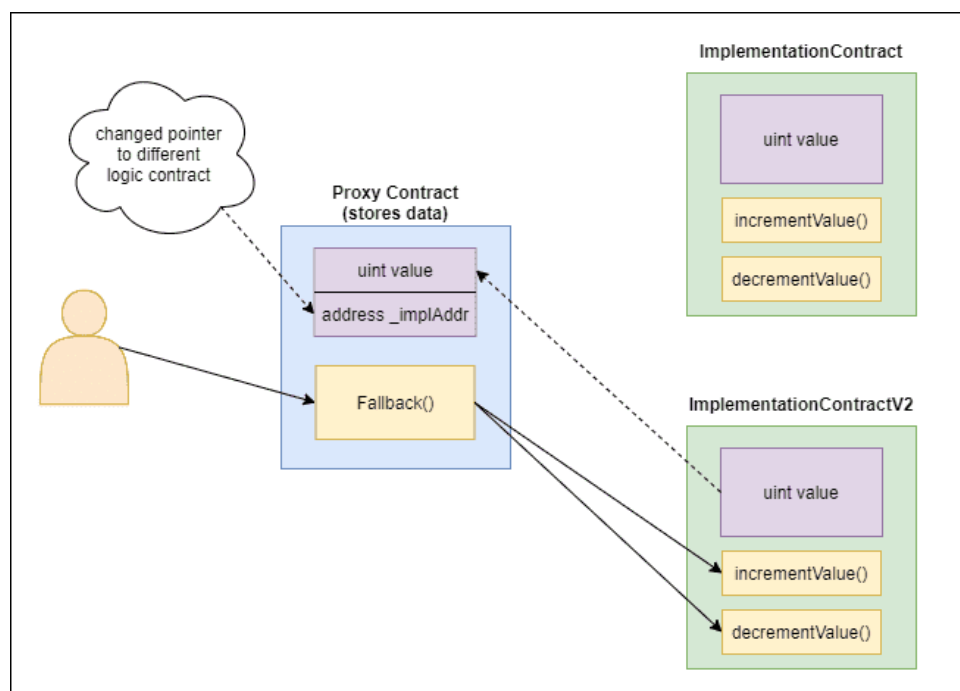 changed pointer
to different
logic contract
Proxy Contract
(stores data)
uint value
address _implAddr
Fallback()
ImplementationContract
uint value
incrementValue()
decrementValue()
ImplementationContractV2
uint value
incrementValue()
decrementValue()